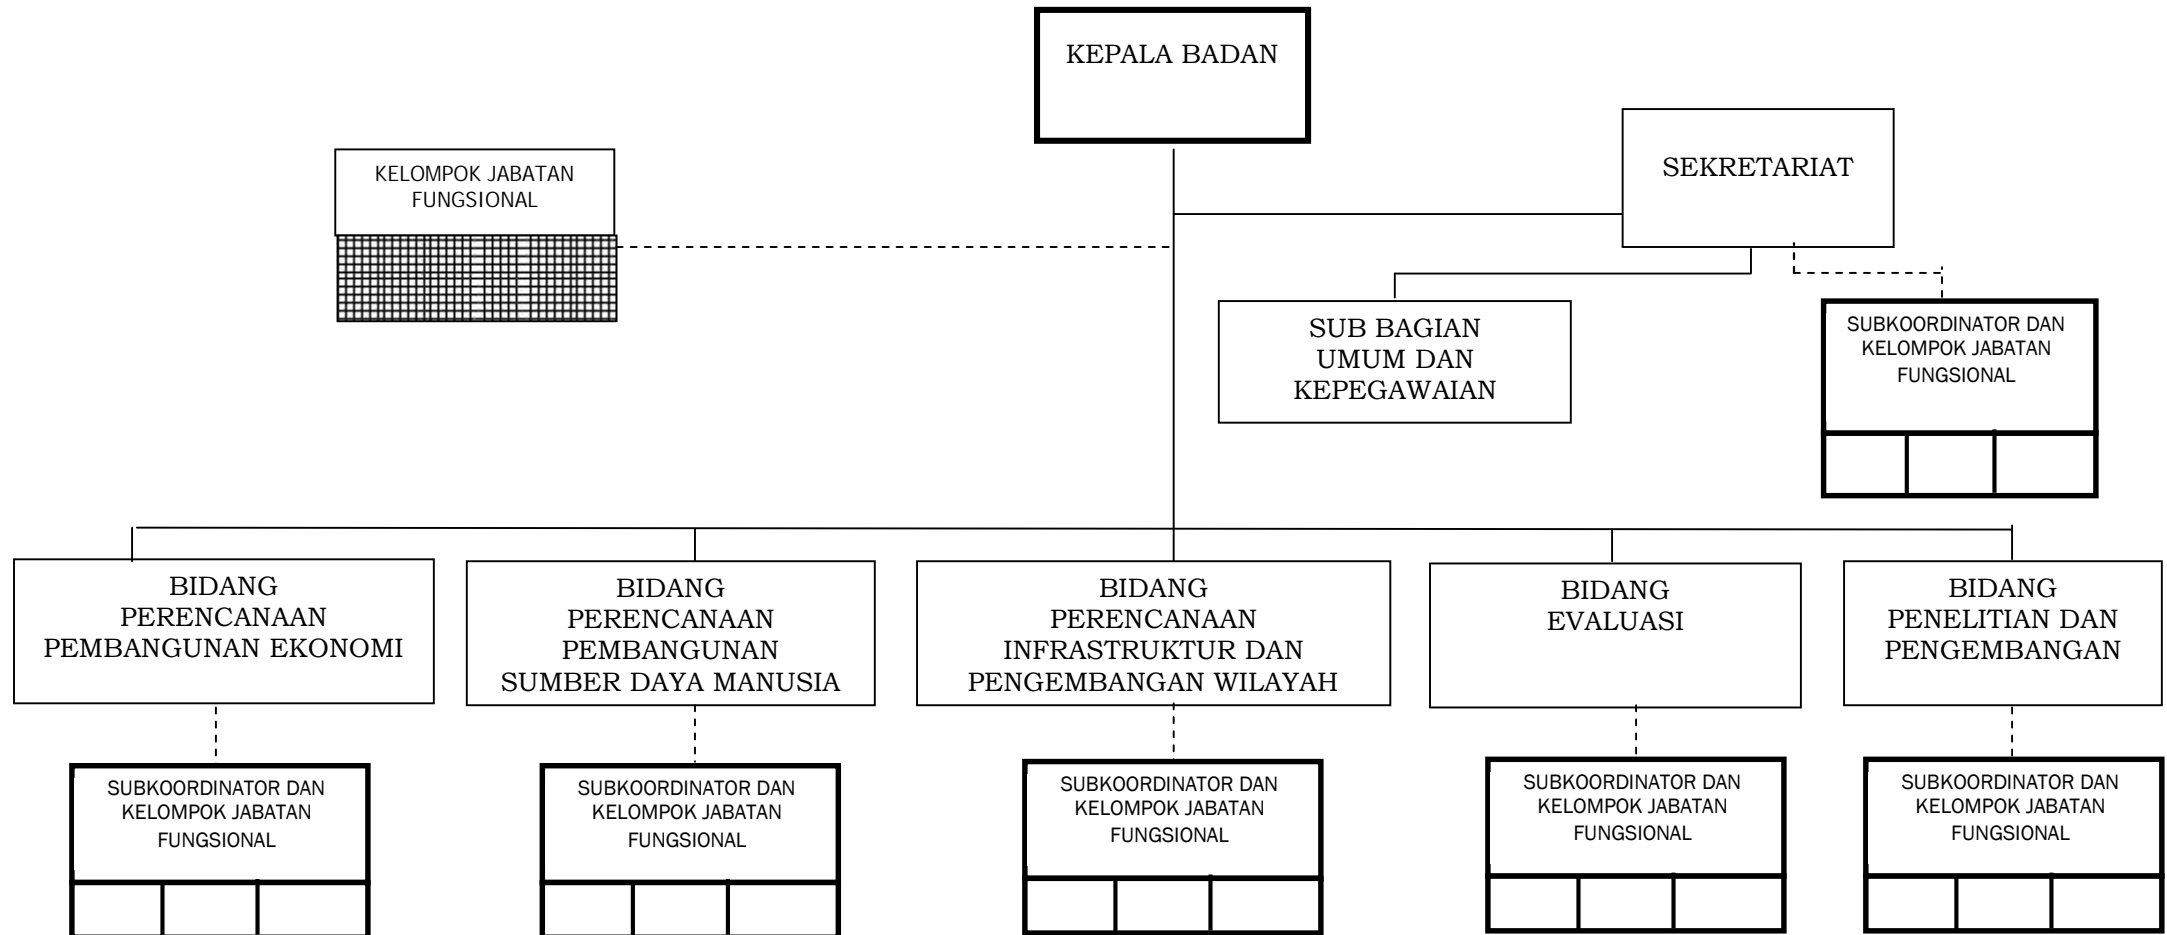 KEPALA BADAN
SEKRETARIAT
KELOMPOK JABATAN
FUNGSIONAL
SUB BAGIAN
UMUM DAN
KEPEGAWAIAN
SUBKOORDINATOR DAN
KELOMPOK JABATAN
FUNGSIONAL
BIDANG
PERENCANAAN
PEMBANGUNAN EKONOMI
BIDANG
PERENCANAAN
PEMBANGUNAN
SUMBER DAYA MANUSIA
BIDANG
PERENCANAAN
INFRASTRUKTUR DAN
PENGEMBANGAN WILAYAH
BIDANG
EVALUASI
BIDANG
PENELITIAN DAN
PENGEMBANGAN
SUBKOORDINATOR DAN
KELOMPOK JABATAN
FUNGSIONAL
SUBKOORDINATOR DAN
KELOMPOK JABATAN
FUNGSIONAL
SUBKOORDINATOR DAN
KELOMPOK JABATAN
FUNGSIONAL
SUBKOORDINATOR DAN
KELOMPOK JABATAN
FUNGSIONAL
SUBKOORDINATOR DAN
KELOMPOK JABATAN
FUNGSIONAL